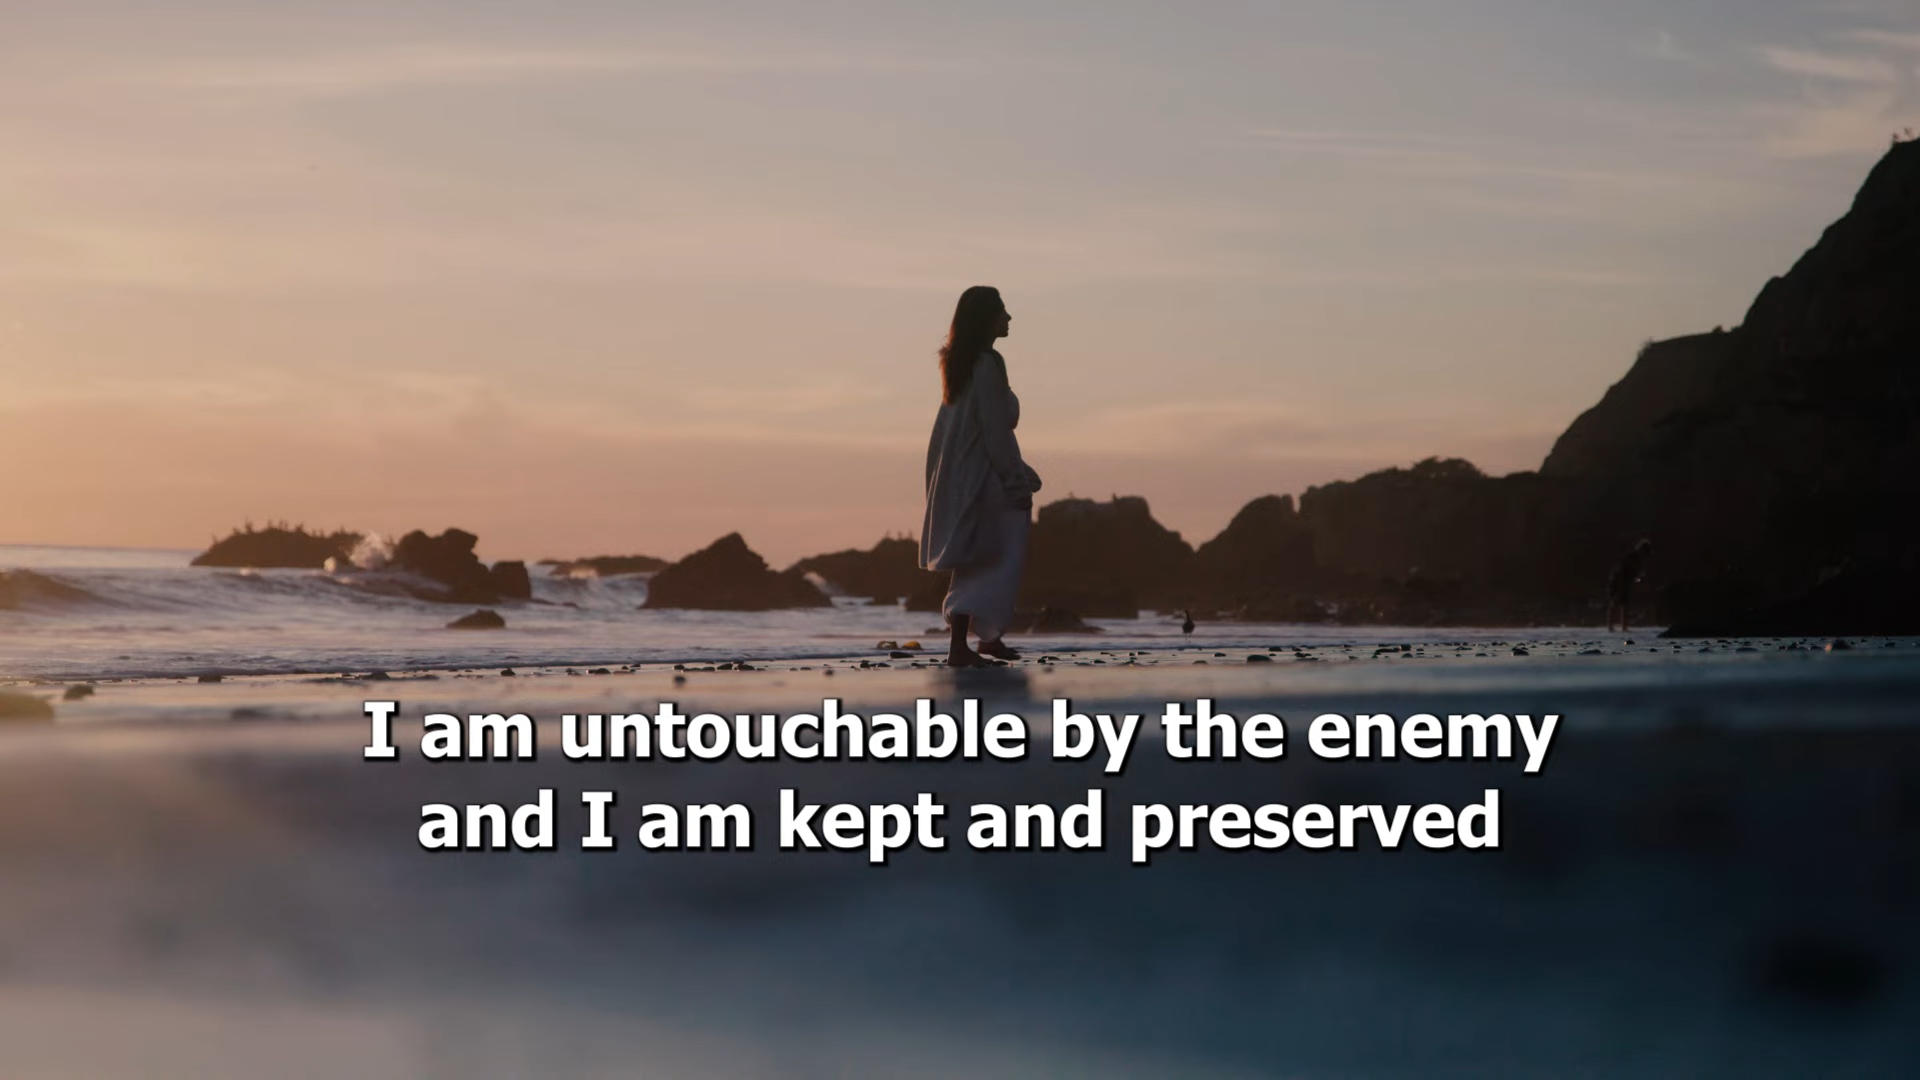 I am untouchable by the enemy
and I am kept and preserved